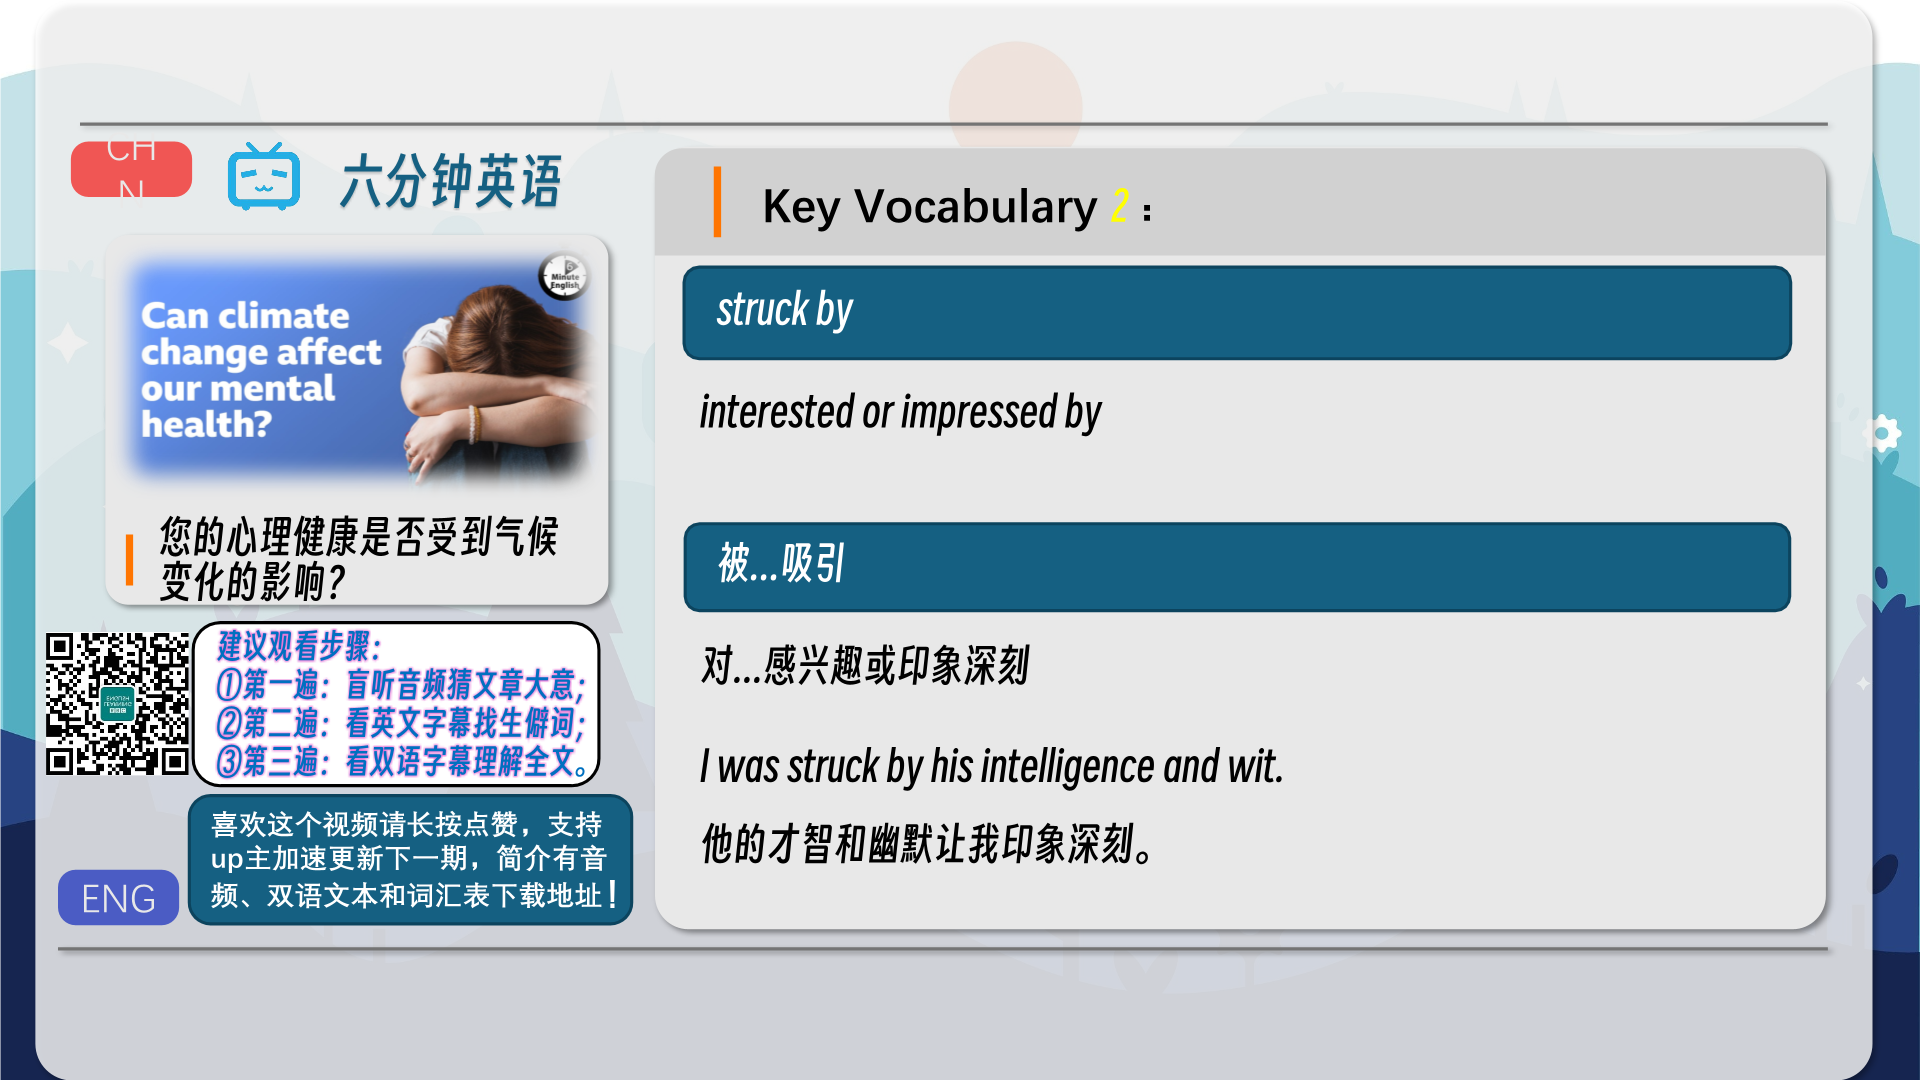 CH
N
六分钟英语
6
Minute
English
Can climate
change affect
our mental
health?
您的心理健康是否受到气候
变化的影响？
建议观看步骤：
①第一遍：盲听音频猜文章大意；
②第二遍：看英文字幕找生僻词；
③第三遍：看双语字幕理解全文。
喜欢这个视频请长按点赞，支持
up主加速更新下一期，简介有音
频、双语文本和词汇表下载地址！
ENG
Key Vocabulary 2：
struck by
interested or impressed by
被...吸引
对...感兴趣或印象深刻
I was struck by his intelligence and wit.
他的才智和幽默让我印象深刻。